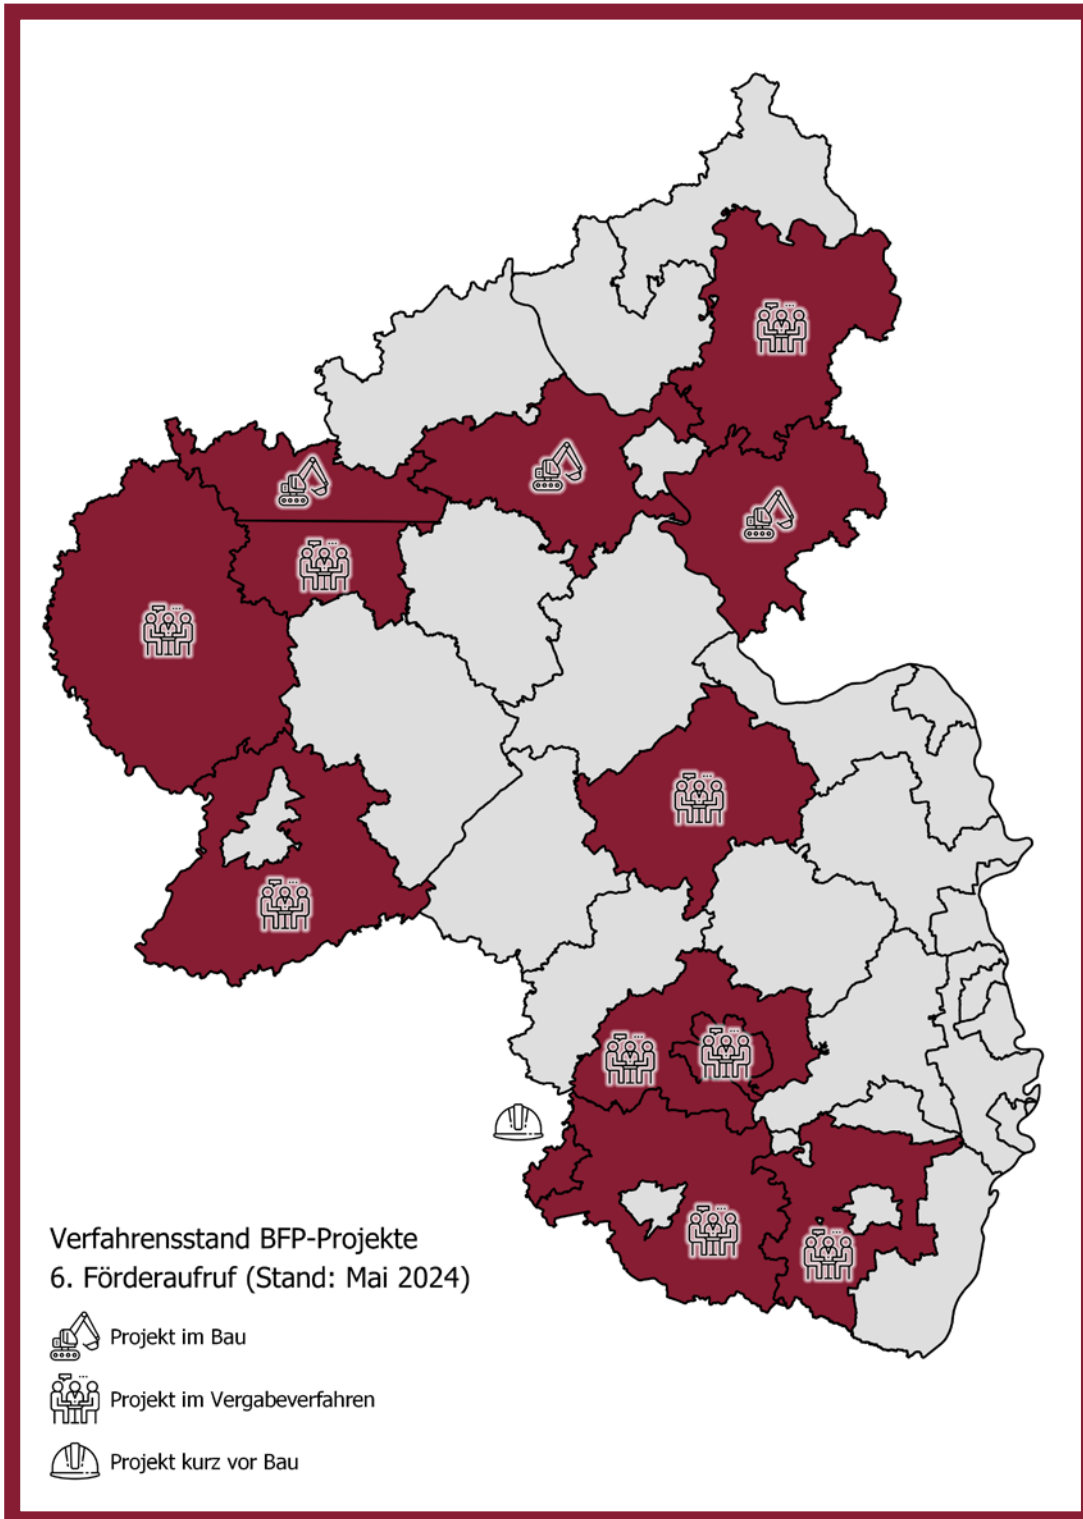 Verfahrensstand BFP-Projekte
6. Förderaufruf (Stand: Mai 2024)
Projekt im Bau
Projekt im Vergabeverfahren
Projekt kurz vor Bau